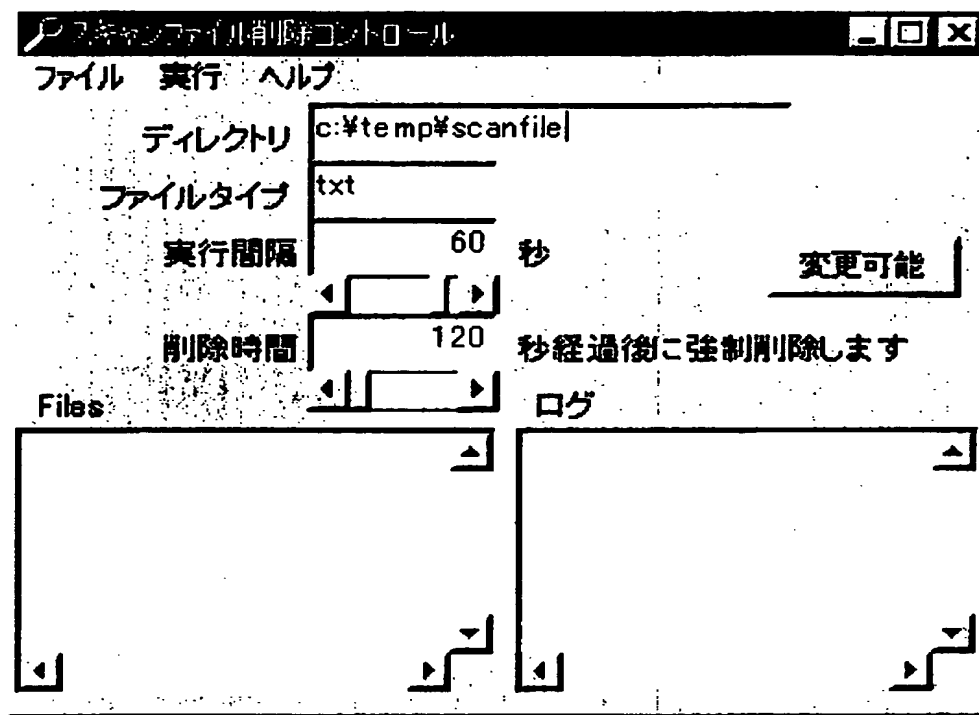 スキャンファイル削除コントロール
ファイル 実行 ヘルプ
ディレクトリ c:¥temp¥scanfile
ファイルタイプ txt
実行間隔 60 秒
変更可能
削除時間 120 秒経過後に強制削除します
Files ログ